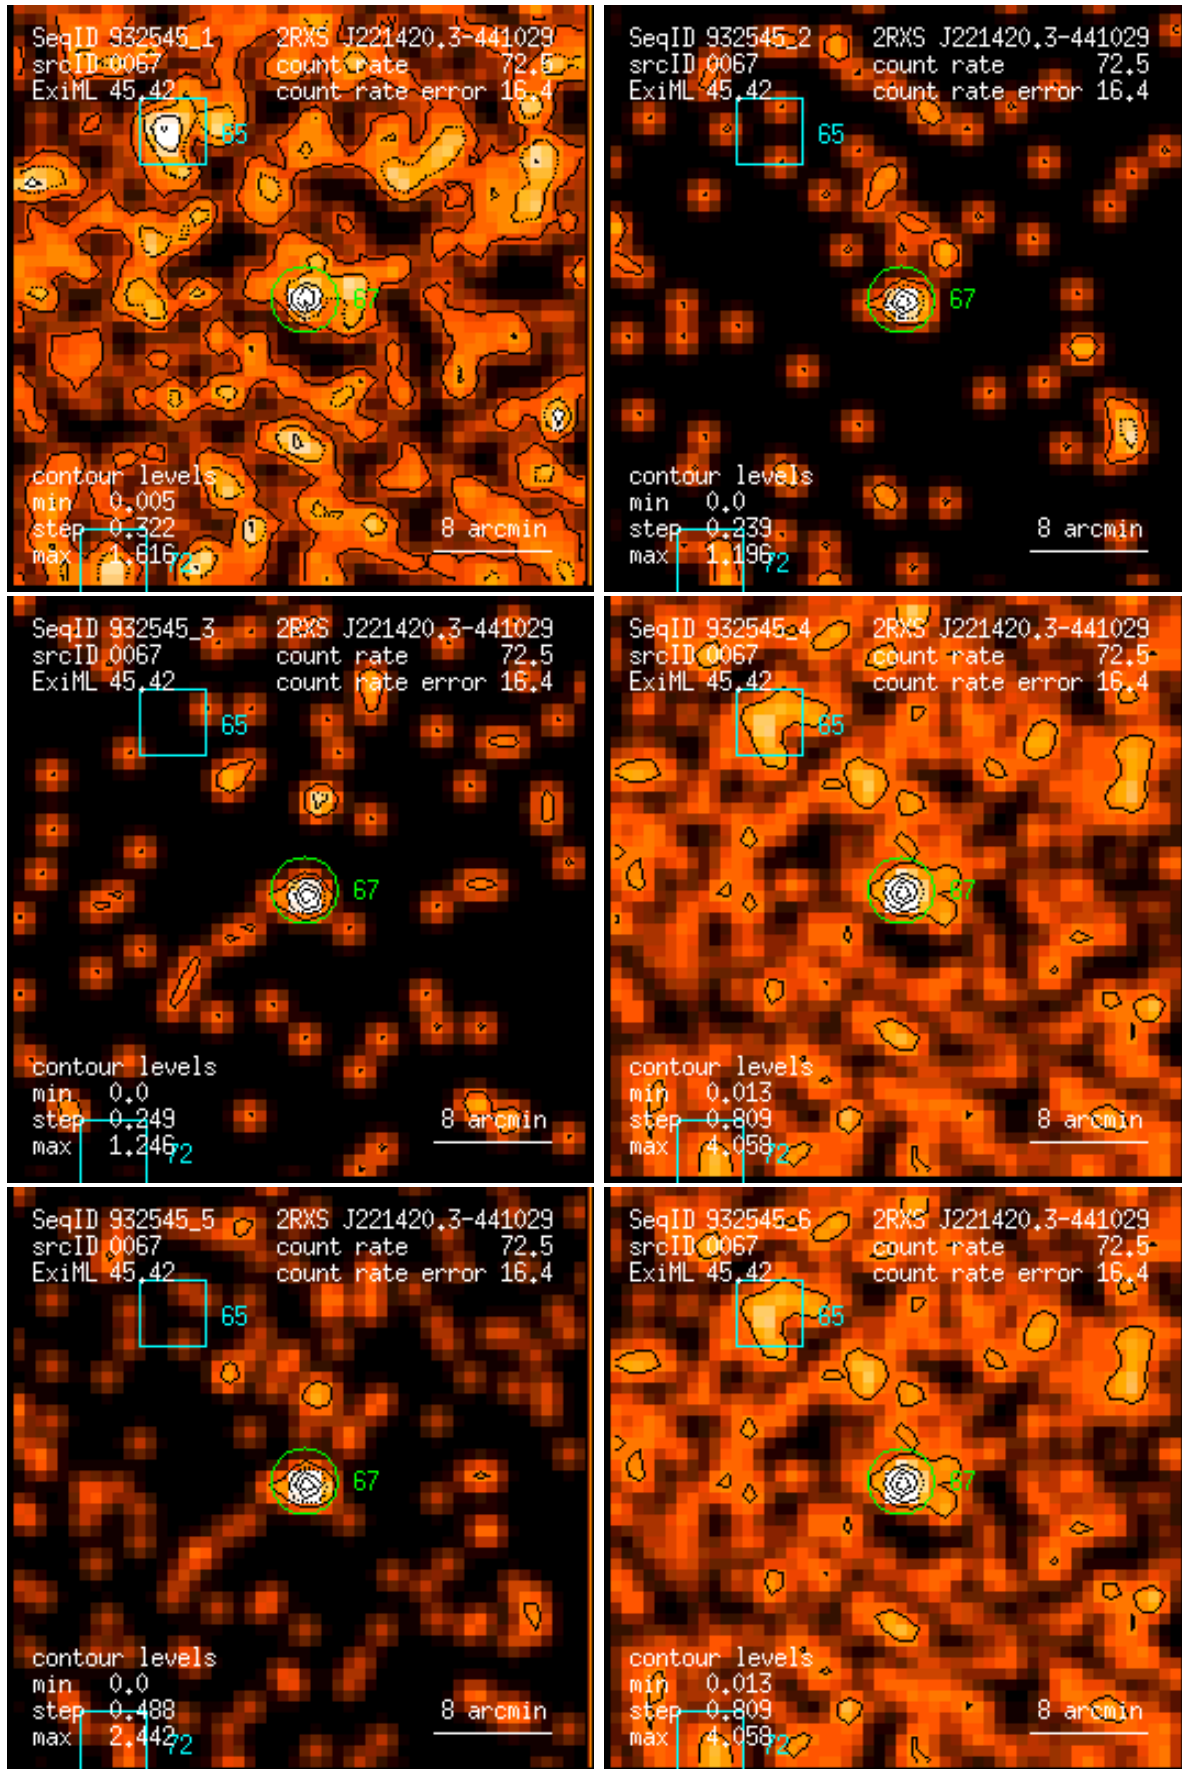 SeqID 932545_1 2RXS J221420.3-441029
srcID 0067 count rate 72.5
ExiML 45.42 count rate error 16.4
65
67
contour levels
min 0.005
step 0.322 8 arcmin
max 1.616 72
SeqID 932545_2 2RXS J221420.3-441029
srcID 0067 count rate 72.5
ExiML 45.42 count rate error 16.4
65
67
contour levels
min 0.0
step 0.239 8 arcmin
max 1.196 72
SeqID 932545_3 2RXS J221420.3-441029
srcID 0067 count rate 72.5
ExiML 45.42 count rate error 16.4
65
67
contour levels
min 0.0
step 0.249 8 arcmin
max 1.246 72
SeqID 932545_4 2RXS J221420.3-441029
srcID 0067 count rate 72.5
ExiML 45.42 count rate error 16.4
65
67
contour levels
min 0.013
step 0.809 8 arcmin
max 4.058 72
SeqID 932545_5 2RXS J221420.3-441029
srcID 0067 count rate 72.5
ExiML 45.42 count rate error 16.4
65
67
contour levels
min 0.0
step 0.488 8 arcmin
max 2.442 72
SeqID 932545_6 2RXS J221420.3-441029
srcID 0067 count rate 72.5
ExiML 45.42 count rate error 16.4
65
67
contour levels
min 0.013
step 0.809 8 arcmin
max 4.058 72